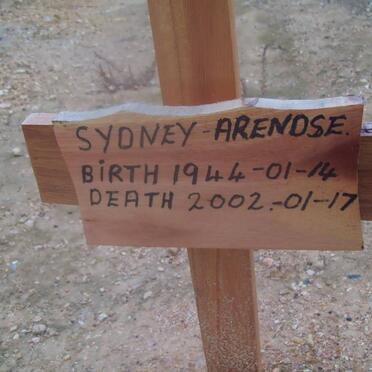 SYDNEY-ARENDSE.
BIRTH 1944-01-14
DEATH 2002.-01-17